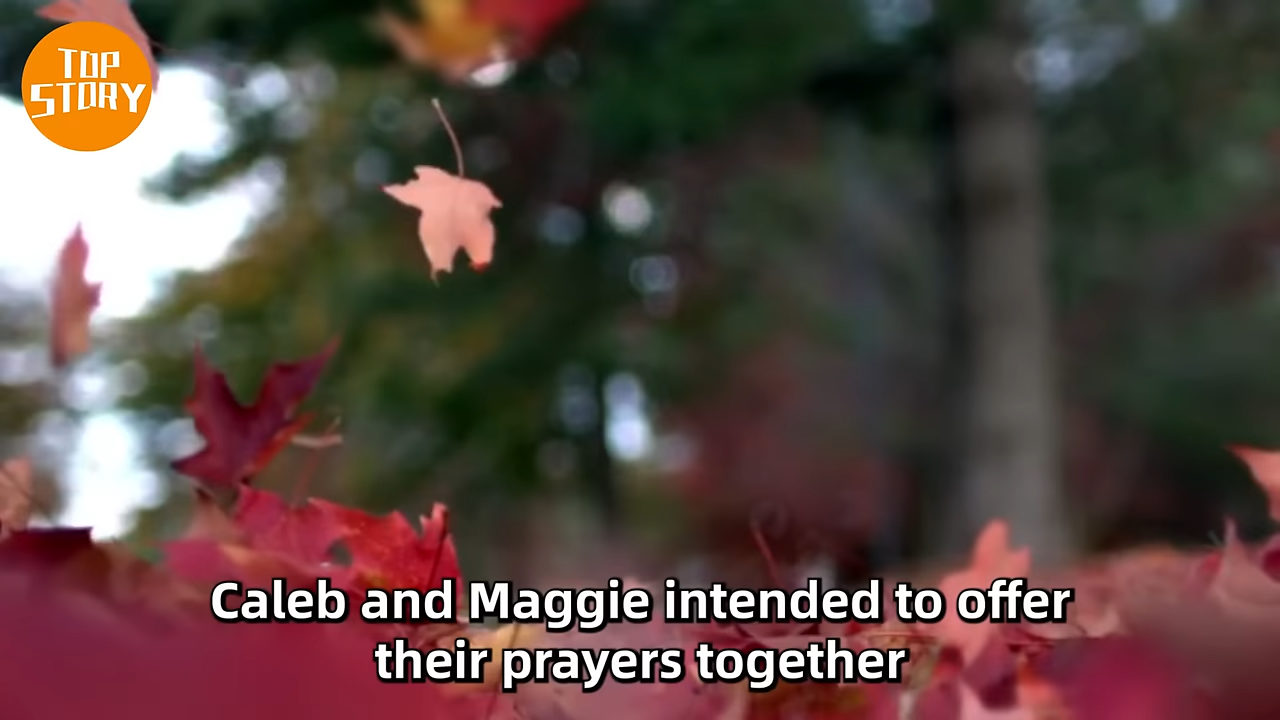 TOP
STORY
Caleb and Maggie intended to offer
their prayers together